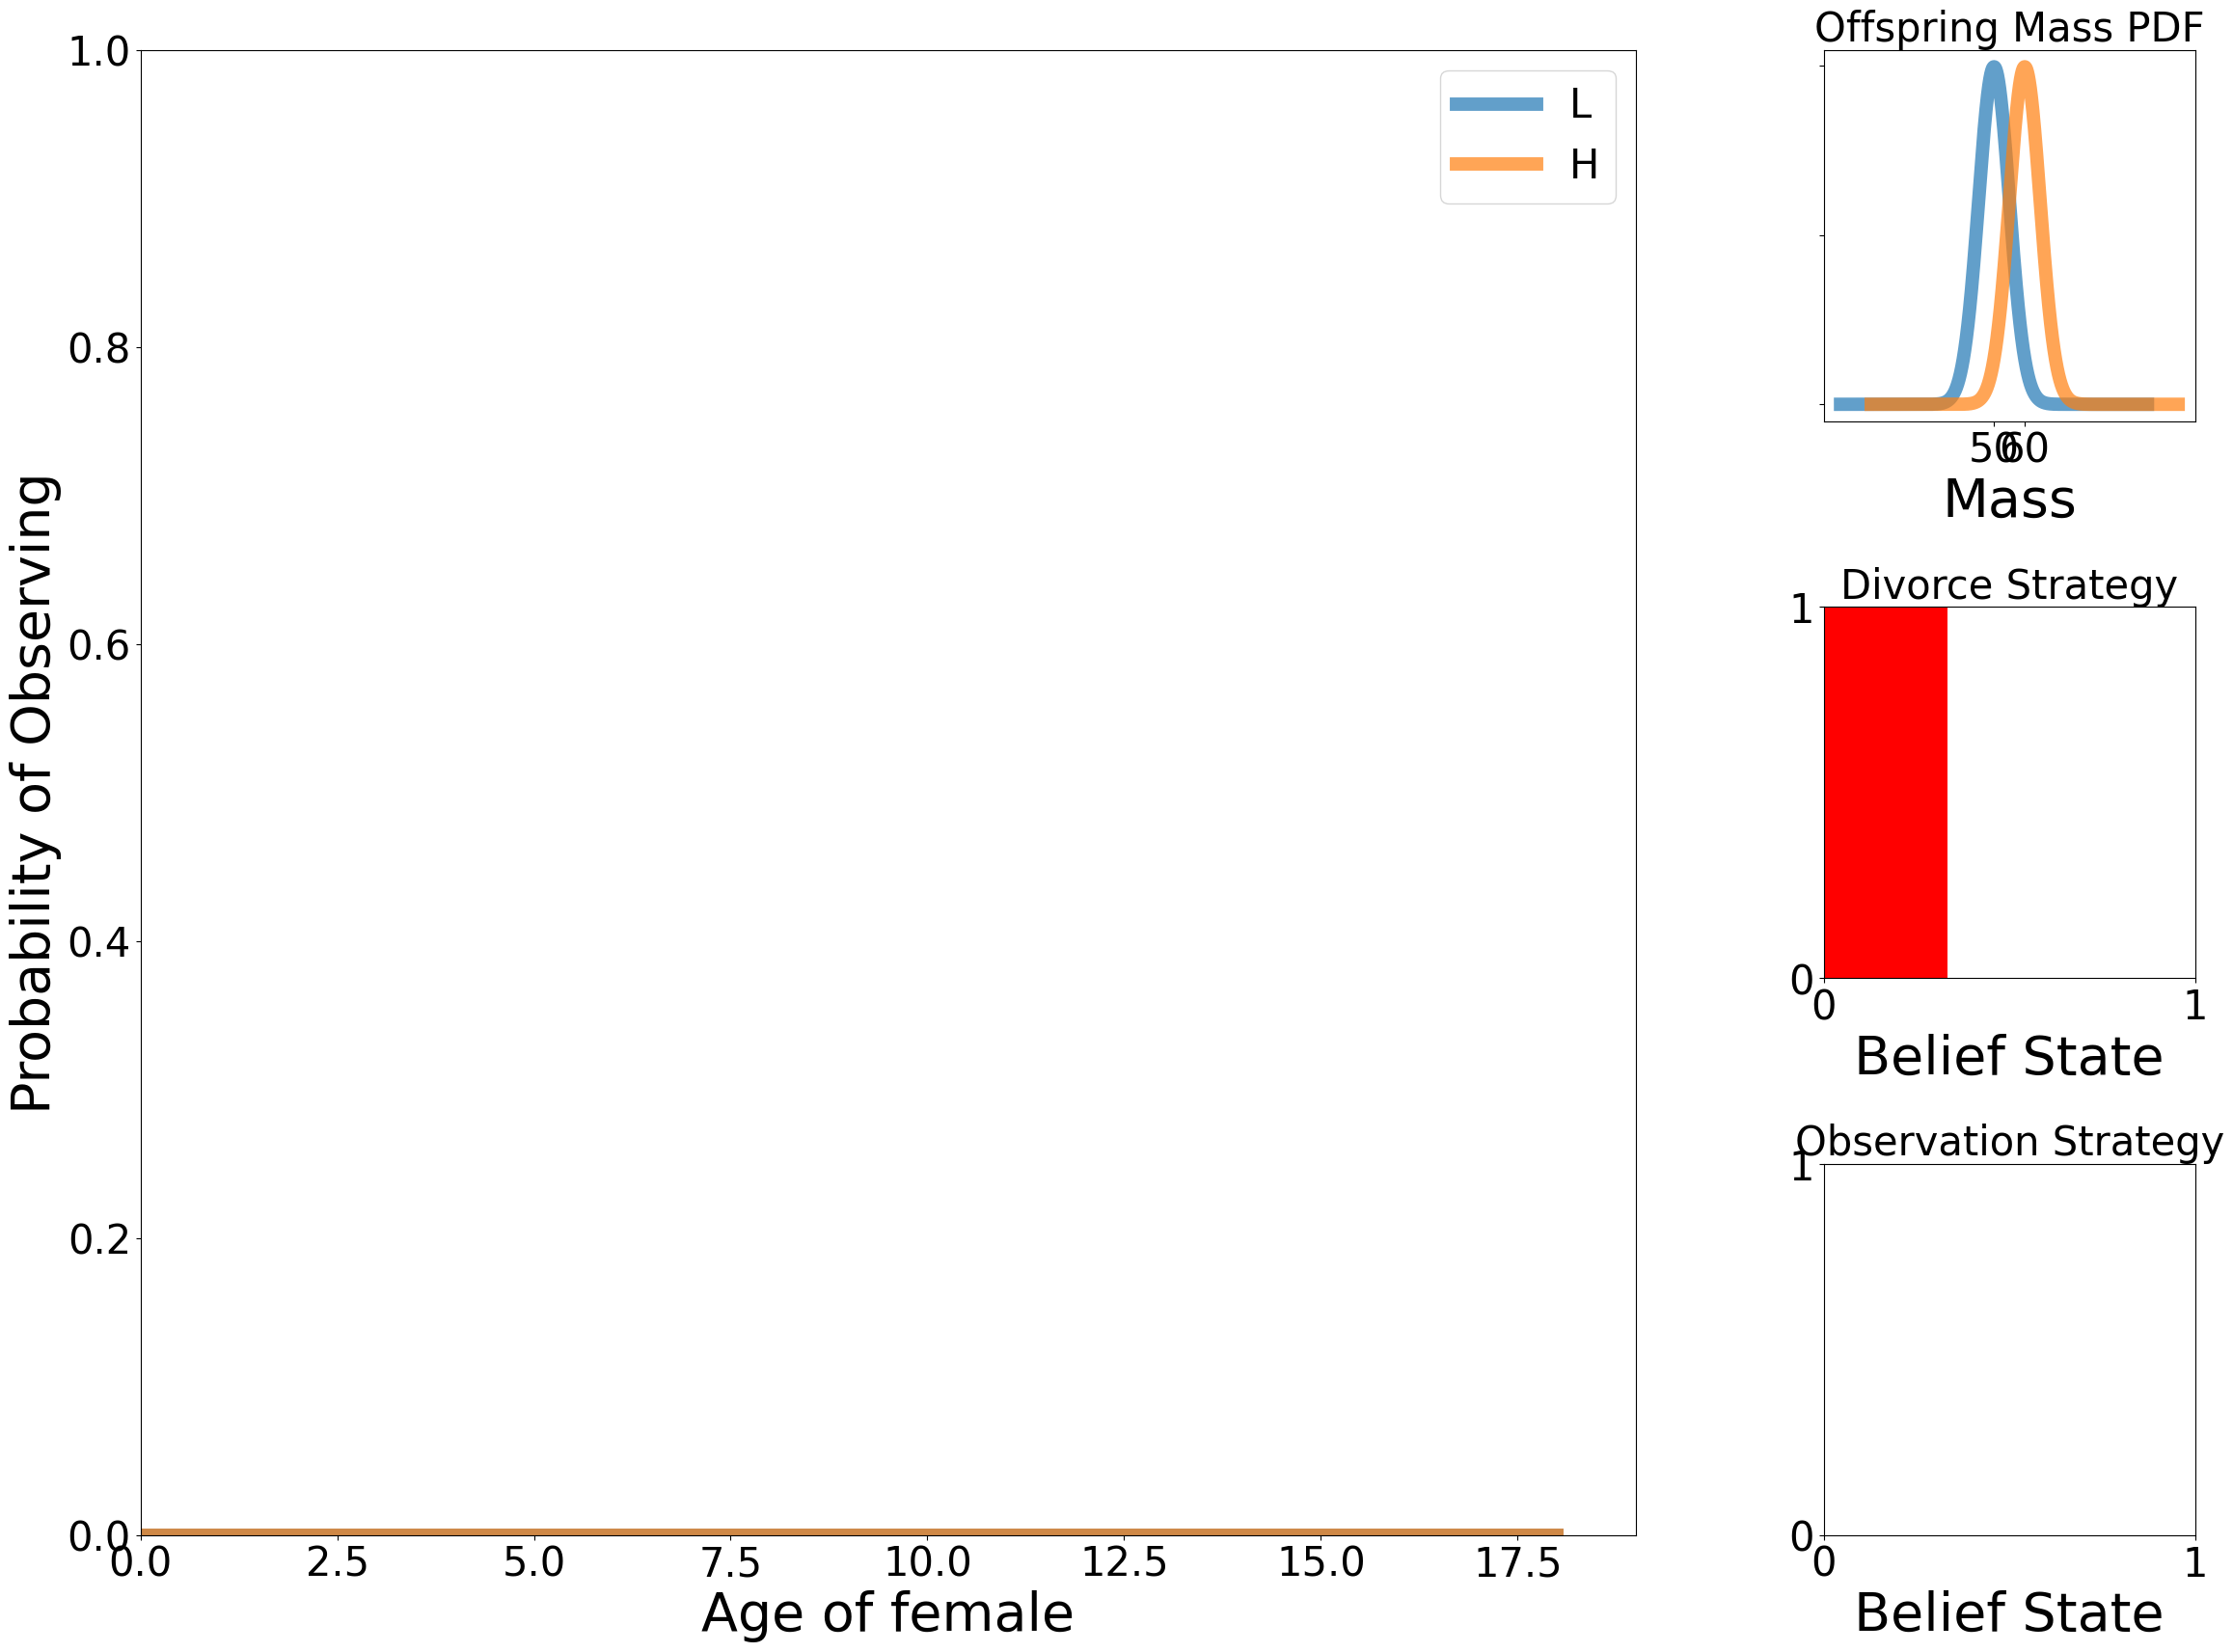 1.0
0.8
0.6
0.4
0.2
0.0
Probability of Observing
0.0 2.5 5.0 7.5 10.0 12.5 15.0 17.5
Age of female
L
H
Offspring Mass PDF
50 60
Mass
Divorce Strategy
1
0
0 1
Belief State
Observation Strategy
1
0
0 1
Belief State